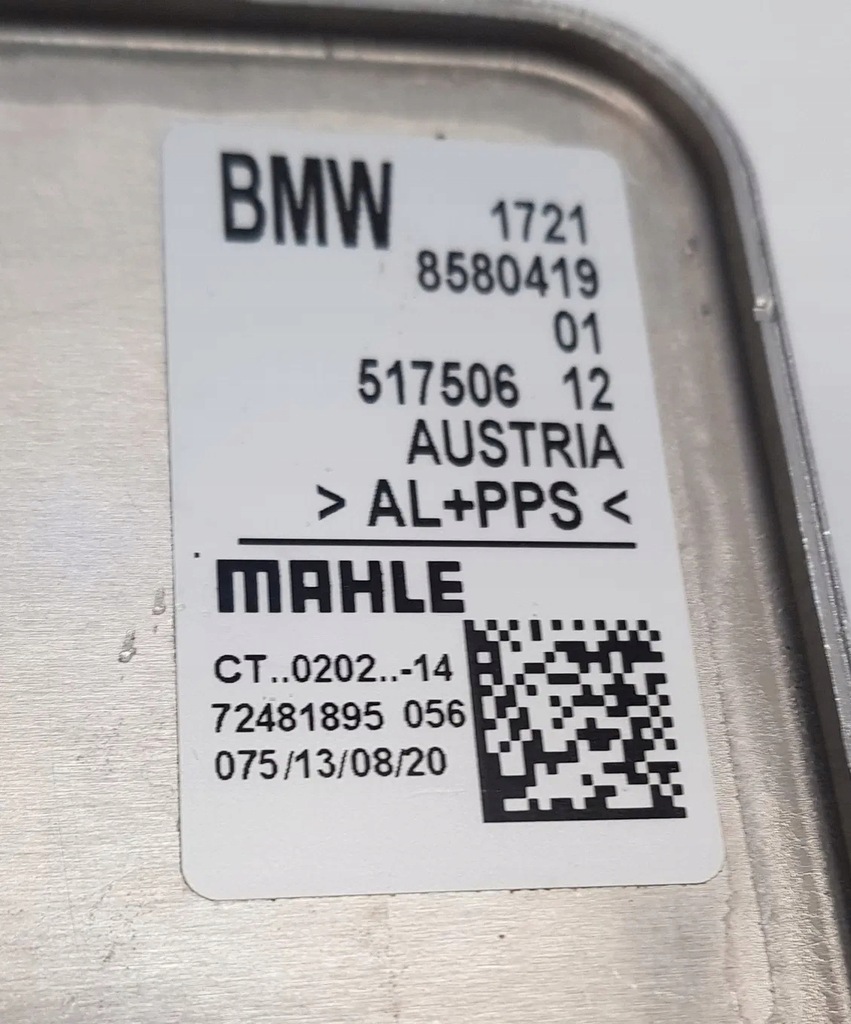 BMW 1721
8580419
01
517506 12
AUSTRIA
> AL+PPS <
MAHLE
CT..0202..-14
72481895 056
075/13/08/20